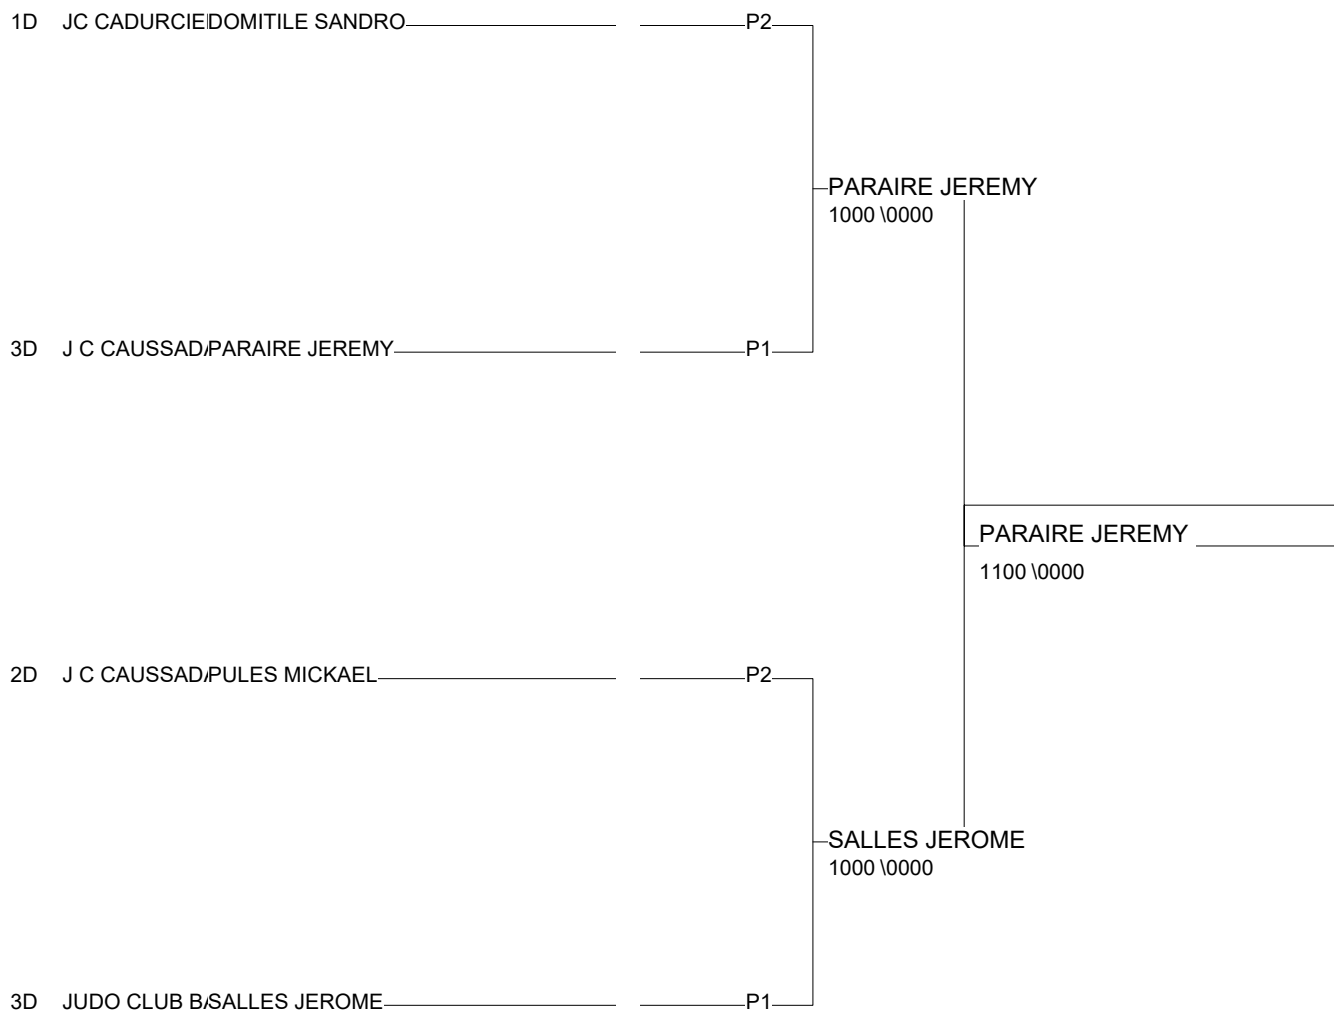 1D JC CADURCIE DOMITILE SANDRO P2
PARAIRE JEREMY
1000 \0000
3D J C CAUSSAD PARAIRE JEREMY P1
PARAIRE JEREMY
1100 \0000
2D J C CAUSSAD PULES MICKAEL P2
SALLES JEROME
1000 \0000
3D JUDO CLUB B SALLES JEROME P1